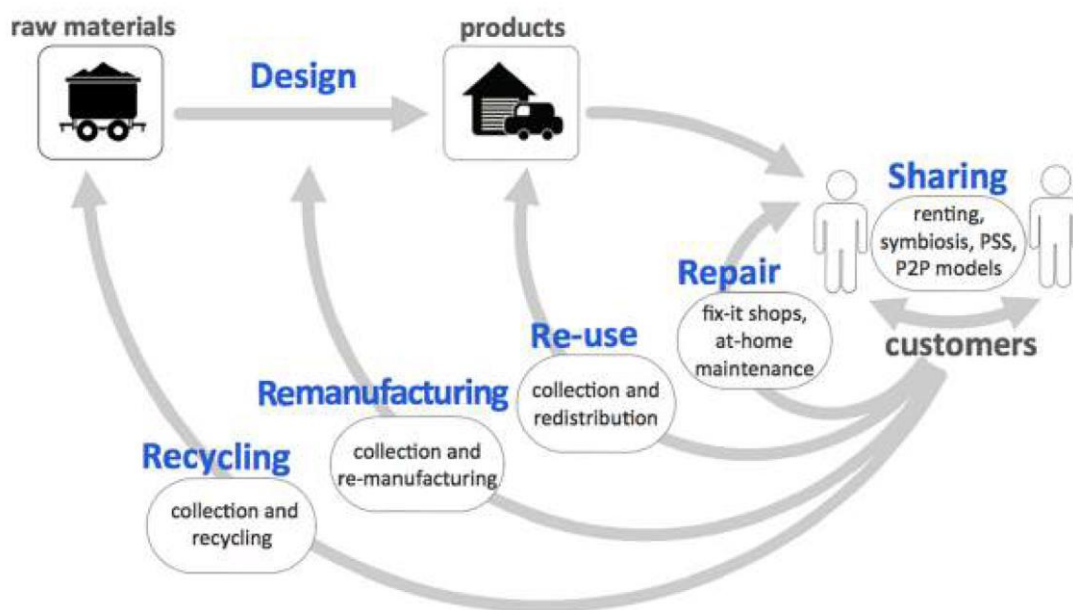 raw materials
products
Design
Sharing
renting,
symbiosis, PSS,
P2P models
customers
Repair
fix-it shops,
at-home
maintenance
Re-use
collection and
redistribution
Remanufacturing
collection and
re-manufacturing
Recycling
collection and
recycling